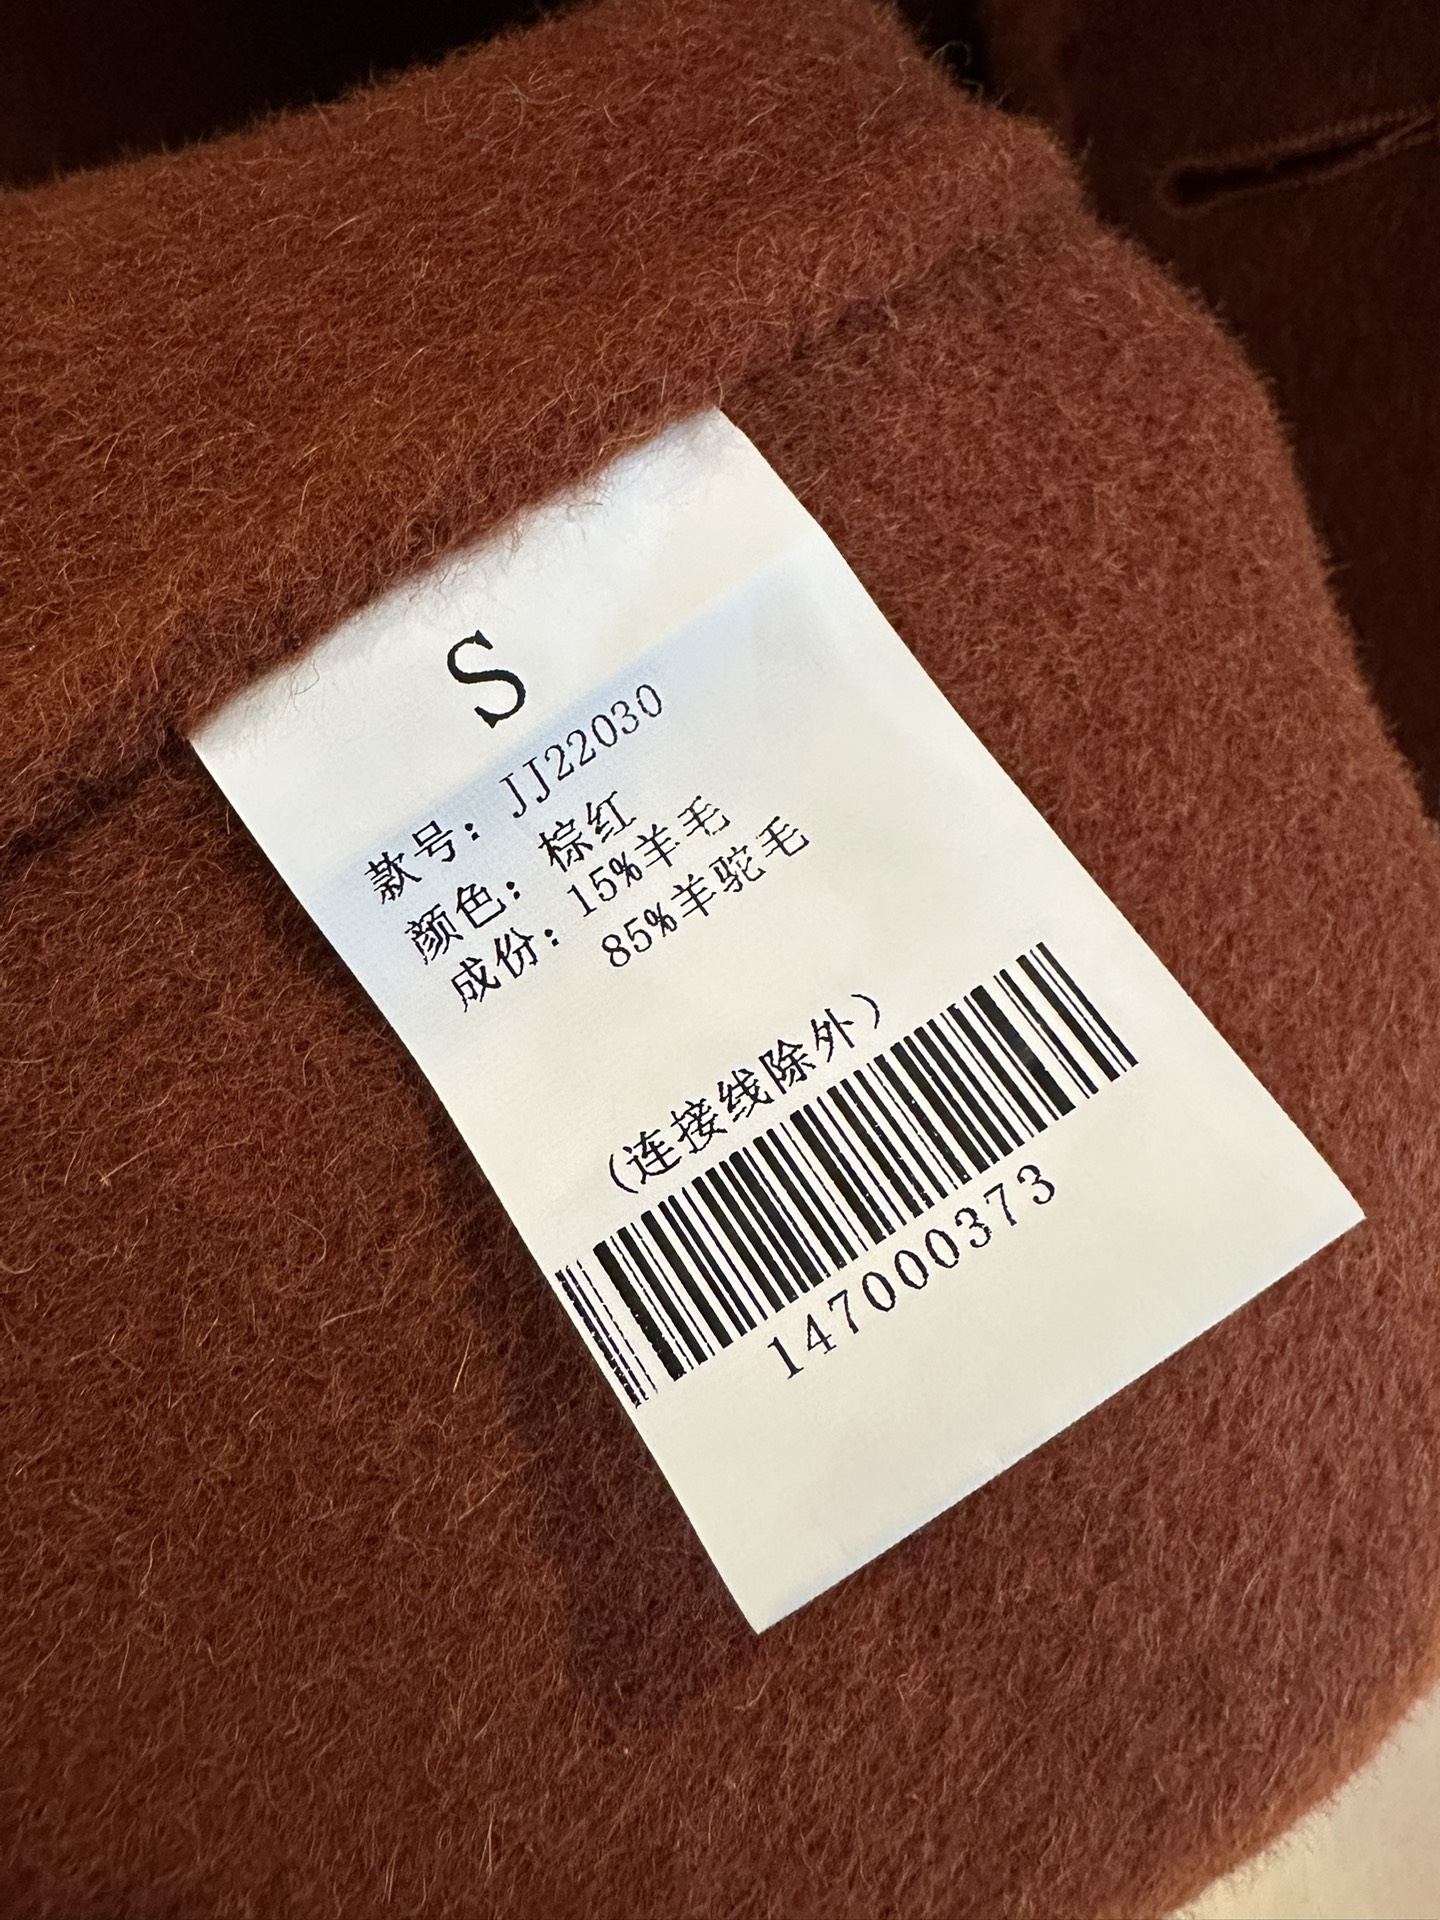 S
款号：JJ22030
颜色：棕红
成份：15%羊毛
85%羊驼毛
（连接线除外）
147000373